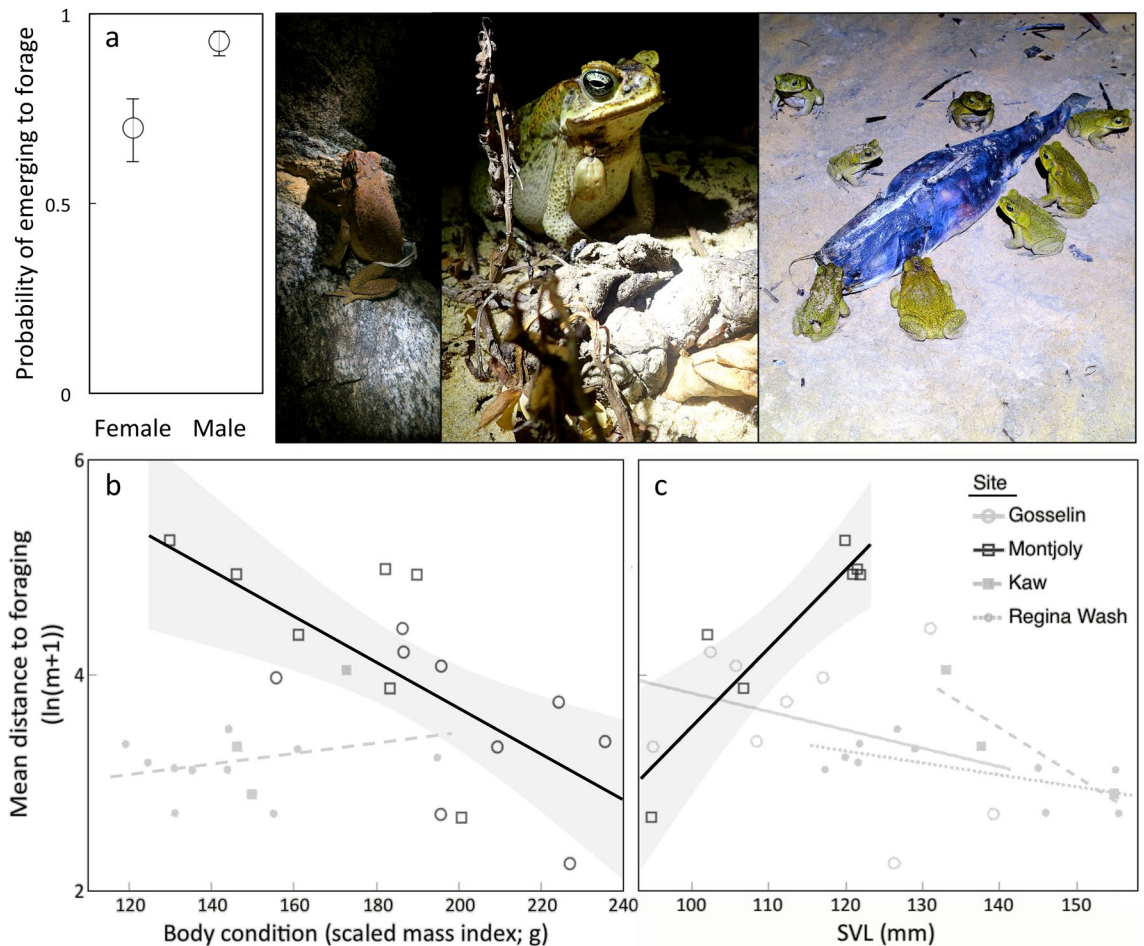 1
a
Probability of emerging to forage
0.5
0
Female Male
6
b
c
Mean distance to foraging
(ln(m+1))
4
2
Site
Gosselin
Montjoly
Kaw
Regina Wash
120 140 160 180 200 220 240
100 110 120 130 140 150
Body condition (scaled mass index; g)
SVL (mm)